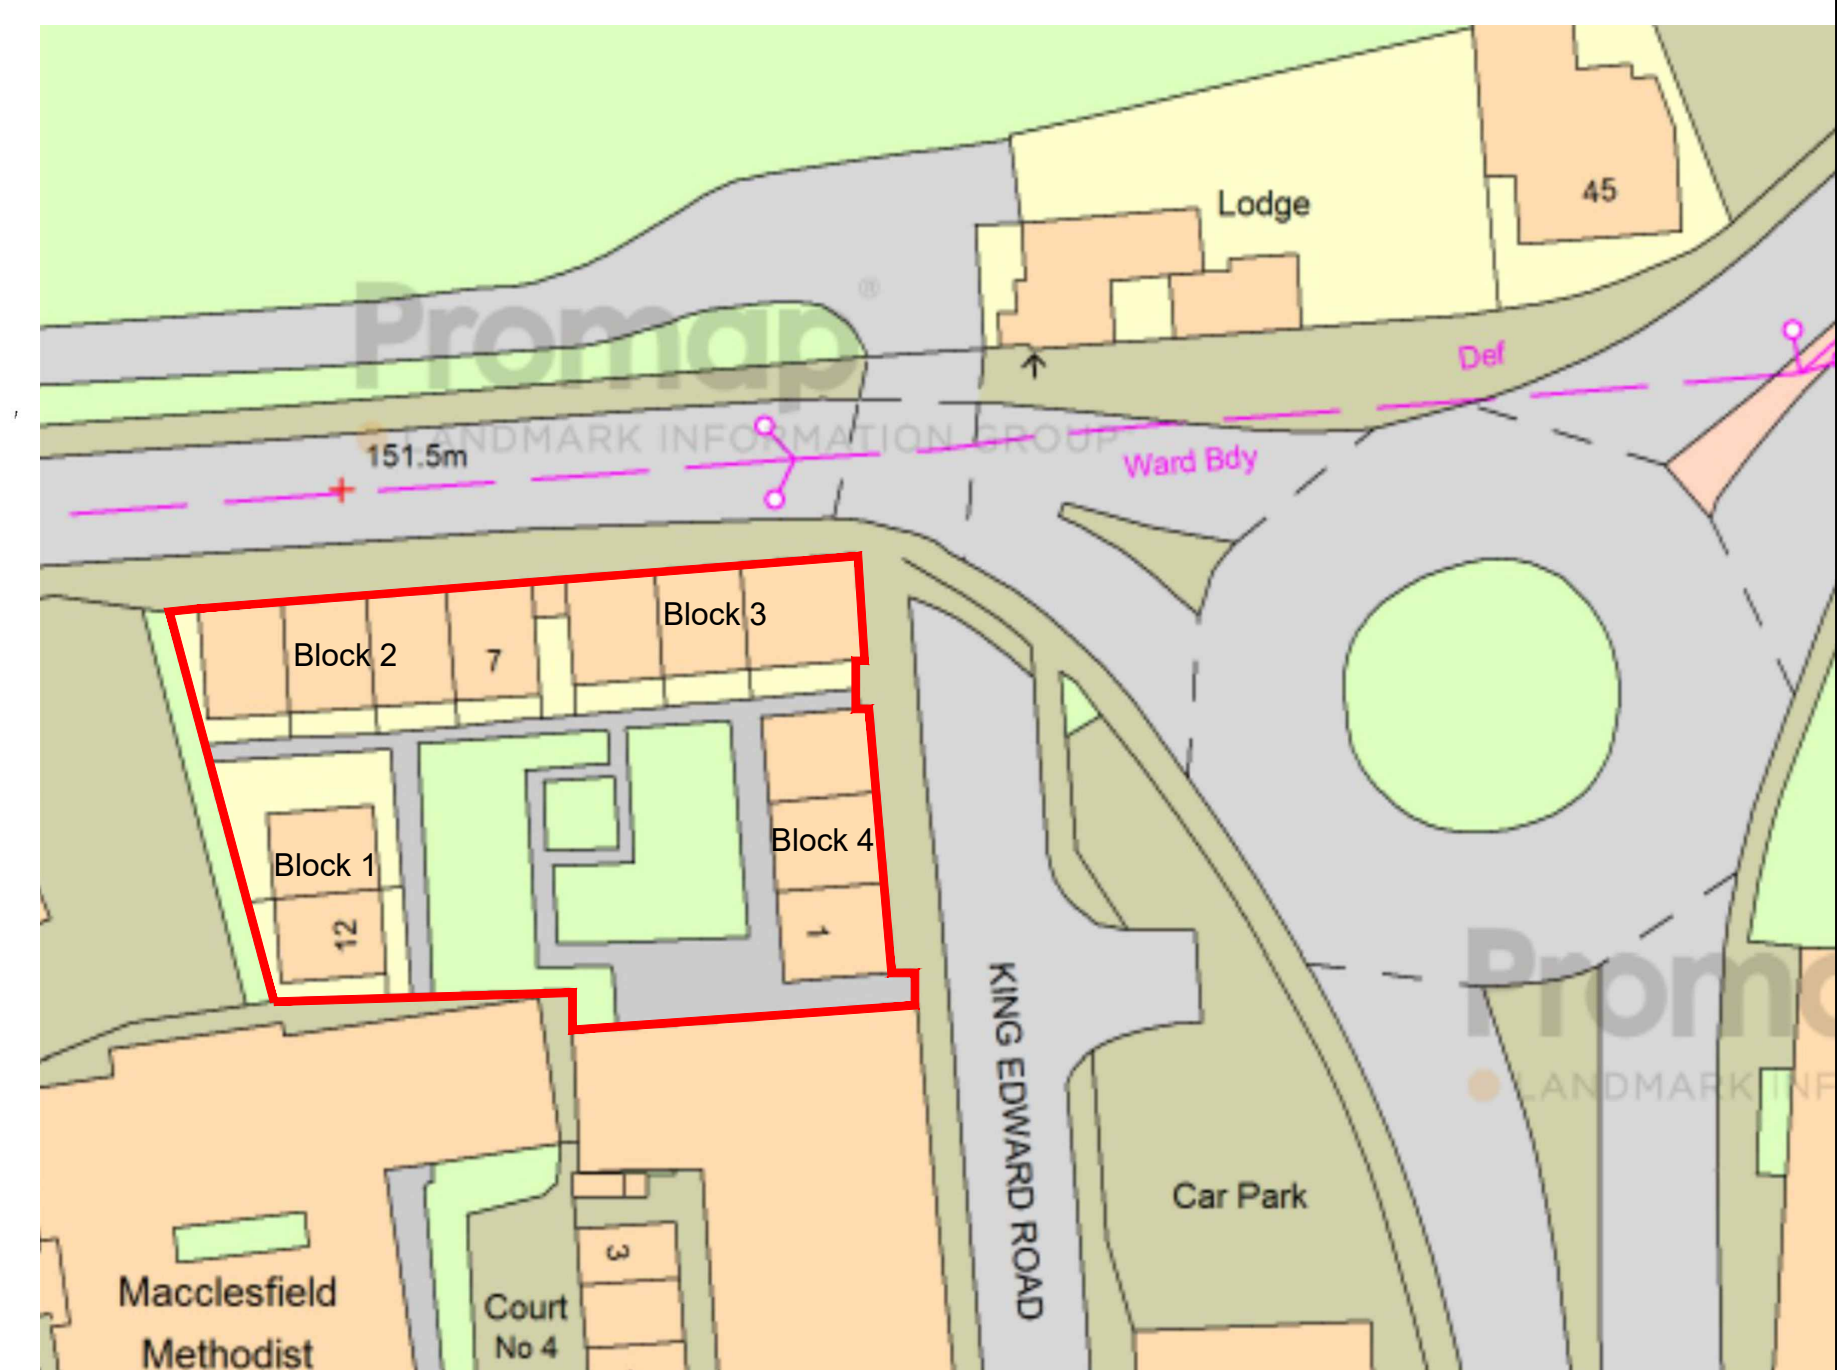 Lodge
45
Promap®
LANDMARK INFORMATION GROUP
Def
151.5m
Ward Bdy
Block 3
Block 2
7
Block 4
Block 1
12
1
KING EDWARD ROAD
Prom
LANDMARK INF
Car Park
3
Macclesfield
Methodist
Court
No 4